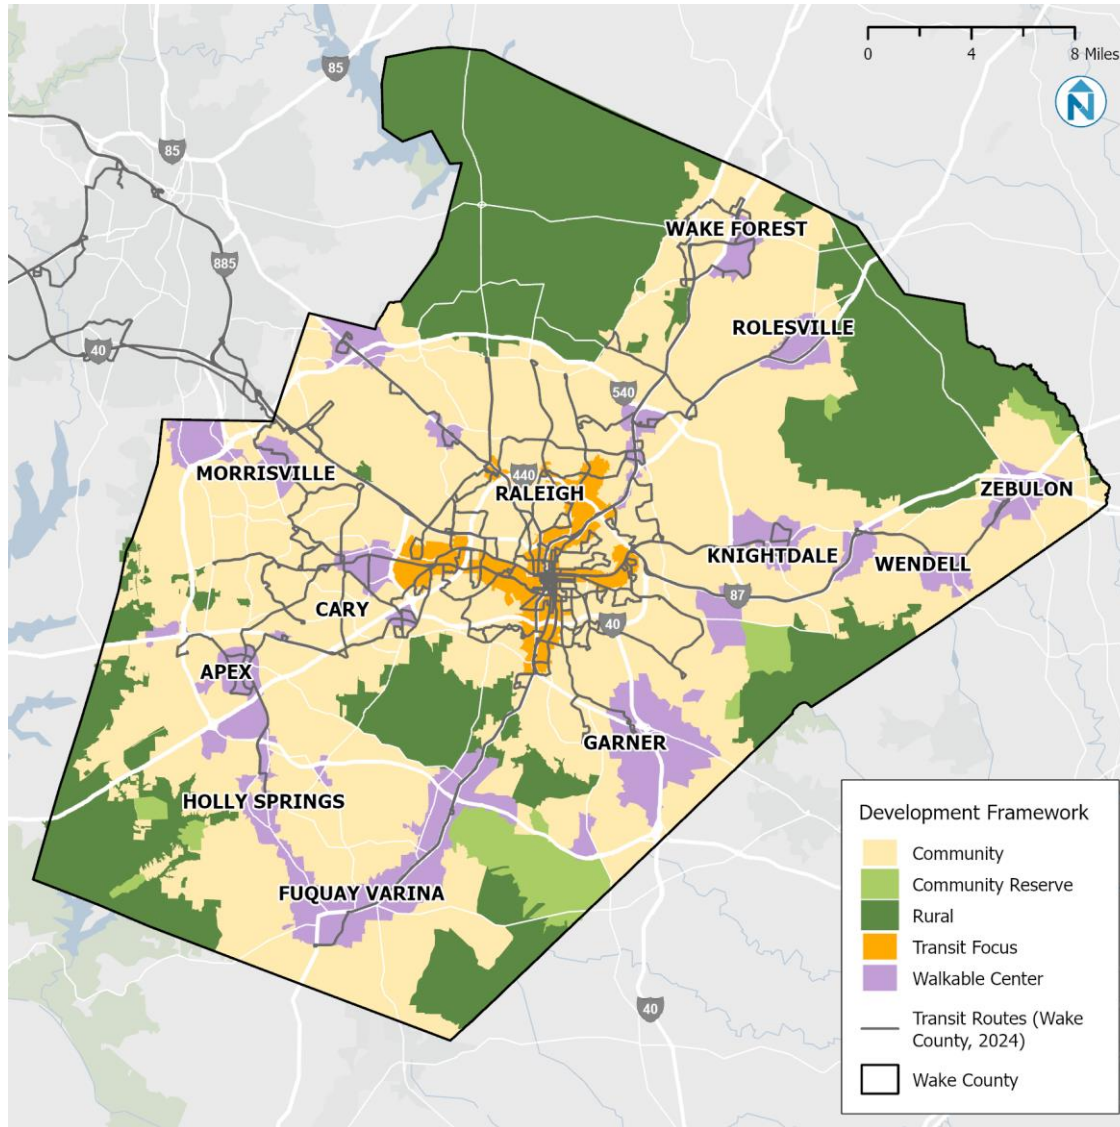 0 4 8 Miles
N
85
85
WAKE FOREST
885
ROLESVILLE
40
540
MORRISVILLE
440
RALEIGH
ZEBULON
KNIGHTDALE
WENDELL
87
CARY
40
APEX
GARNER
HOLLY SPRINGS
FUQUAY VARINA
40
Development Framework
Community
Community Reserve
Rural
Transit Focus
Walkable Center
Transit Routes (Wake
County, 2024)
Wake County